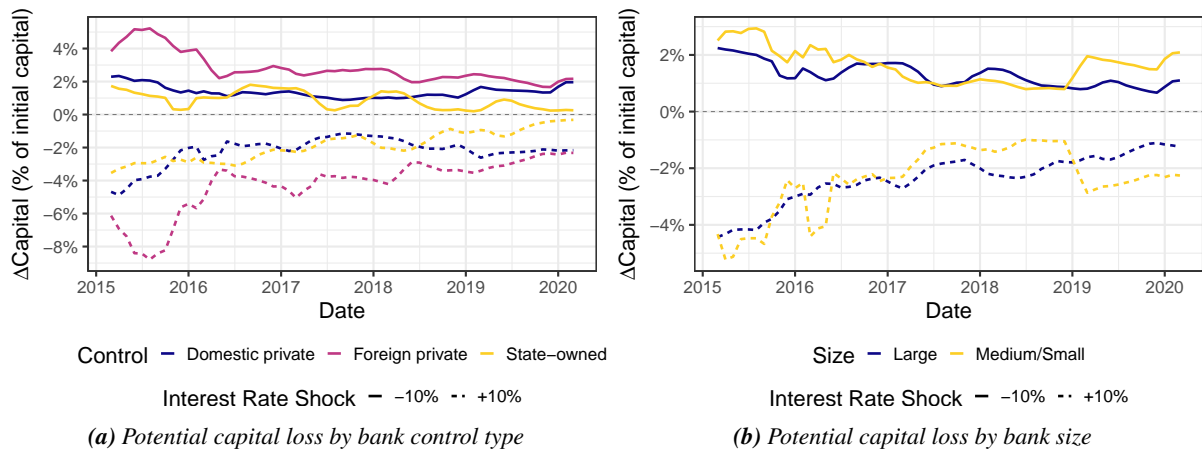 ΔCapital (% of initial capital)
4%
2%
0%
−2%
−4%
−6%
−8%
2015 2016 2017 2018 2019 2020
Date
Control Domestic private Foreign private State−owned
Interest Rate Shock −10% +10%
(a) Potential capital loss by bank control type
ΔCapital (% of initial capital)
2%
0%
−2%
−4%
2015 2016 2017 2018 2019 2020
Date
Size Large Medium/Small
Interest Rate Shock −10% +10%
(b) Potential capital loss by bank size